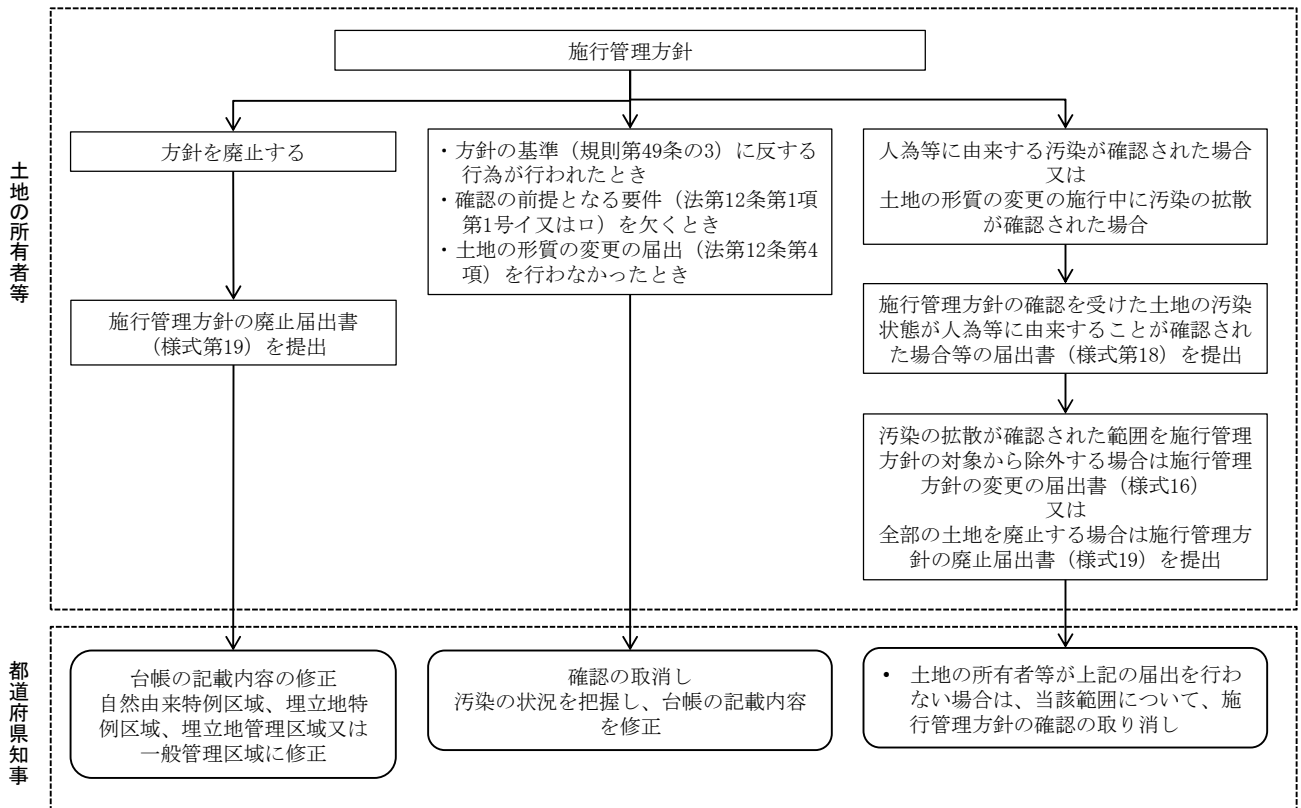 施行管理方針
土地の所有者等
方針を廃止する
施行管理方針の廃止届出書
(様式第19) を提出
・方針の基準（規則第49条の3）に反する
行為が行われたとき
・確認の前提となる要件（法第12条第1項
第1号イ又はロ）を欠くとき
・土地の形質の変更の届出（法第12条第4
項）を行わなかったとき
人為等に由来する汚染が確認された場合
又は
土地の形質の変更の施行中に汚染の拡散
が確認された場合
施行管理方針の確認を受けた土地の汚染
状態が人為等に由来することが確認され
た場合等の届出書（様式第18）を提出
汚染の拡散が確認された範囲を施行管理
方針の対象から除外する場合は施行管理
方針の変更の届出書（様式16）
又は
全部の土地を廃止する場合は施行管理方
針の廃止届出書（様式19）を提出
都道府県知事
台帳の記載内容の修正
自然由来特例区域、埋立地特
例区域、埋立地管理区域又は
一般管理区域に修正
確認の取消し
汚染の状況を把握し、台帳の記載内容
を修正
• 土地の所有者等が上記の届出を行わ
ない場合は、当該範囲について、施
行管理方針の確認の取り消し